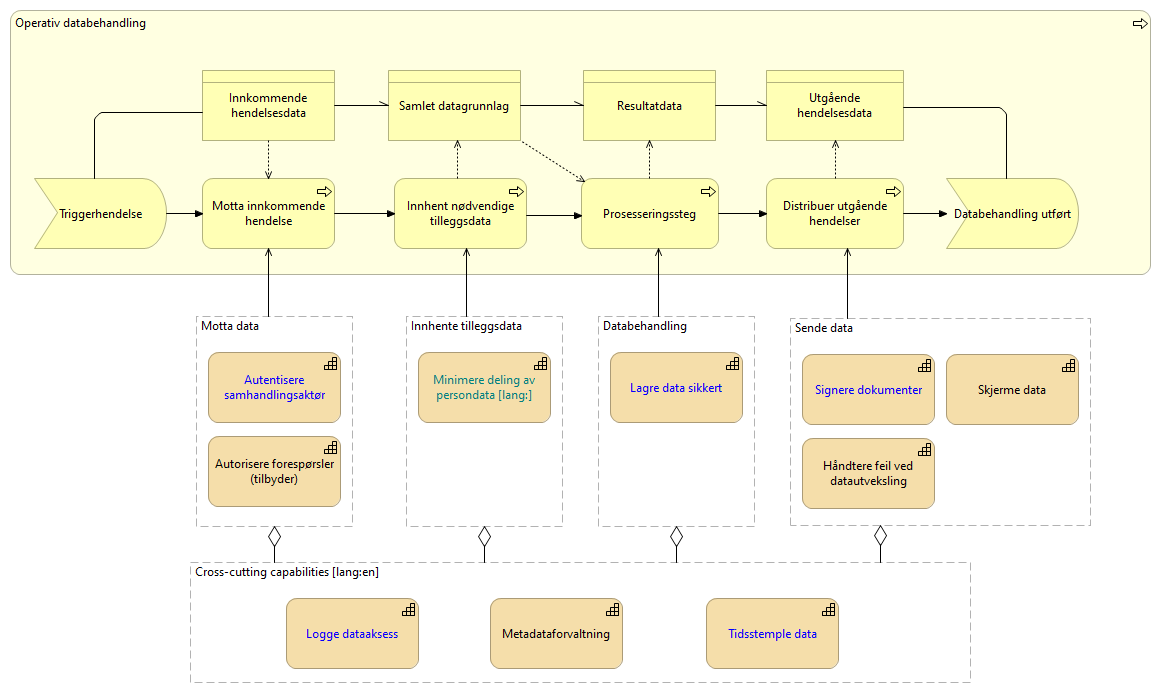 Operativ databehandling
Innkommende
hendelsesdata
Samlet datagrunnlag
Resultatdata
Utgående
hendelsesdata
Triggerhendelse
Motta innkommende
hendelse
Innhent nødvendige
tilleggsdata
Prosesseringssteg
Distribuer utgående
hendelser
Databehandling utført
Motta data
Autentisere
samhandlingsaktør
Autorisere forespørsler
(tilbyder)
Innhente tilleggsdata
Minimere deling av
persondata [lang:]
Databehandling
Lagre data sikkert
Sende data
Signere dokumenter
Skjerme data
Håndtere feil ved
datautveksling
Cross-cutting capabilities [lang:en]
Logge dataaksess
Metadataforvaltning
Tidsstemple data